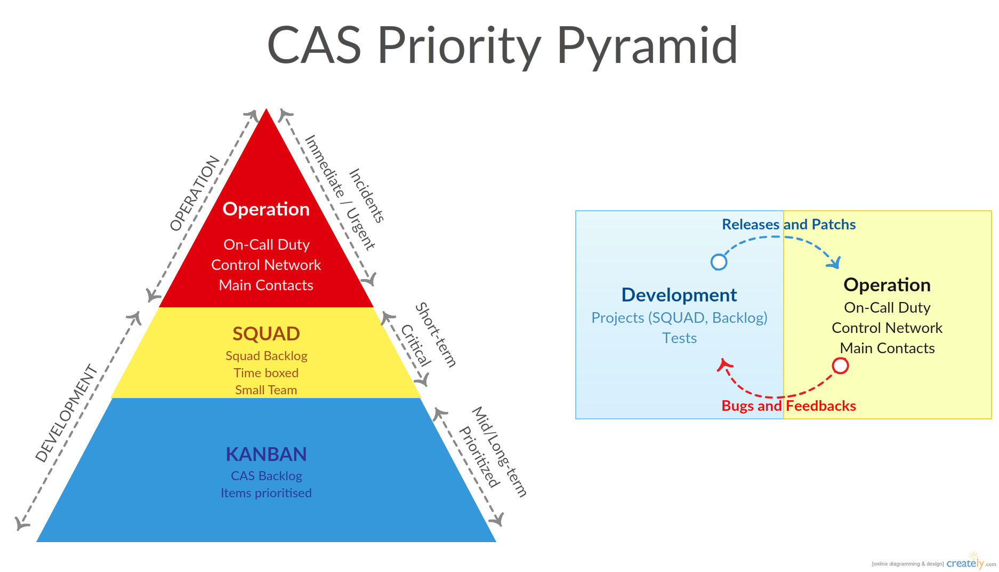 CAS Priority Pyramid
OPERATION
Incidents
Immediate / Urgent
Operation
On-Call Duty
Control Network
Main Contacts
DEVELOPMENT
Short-term
Critical
SQUAD
Squad Backlog
Time boxed
Small Team
Mid/Long-term
Prioritized
KANBAN
CAS Backlog
Items prioritised
Releases and Patchs
Development
Projects (SQUAD, Backlog)
Tests
Operation
On-Call Duty
Control Network
Main Contacts
Bugs and Feedbacks
[online diagramming & design] creately.com